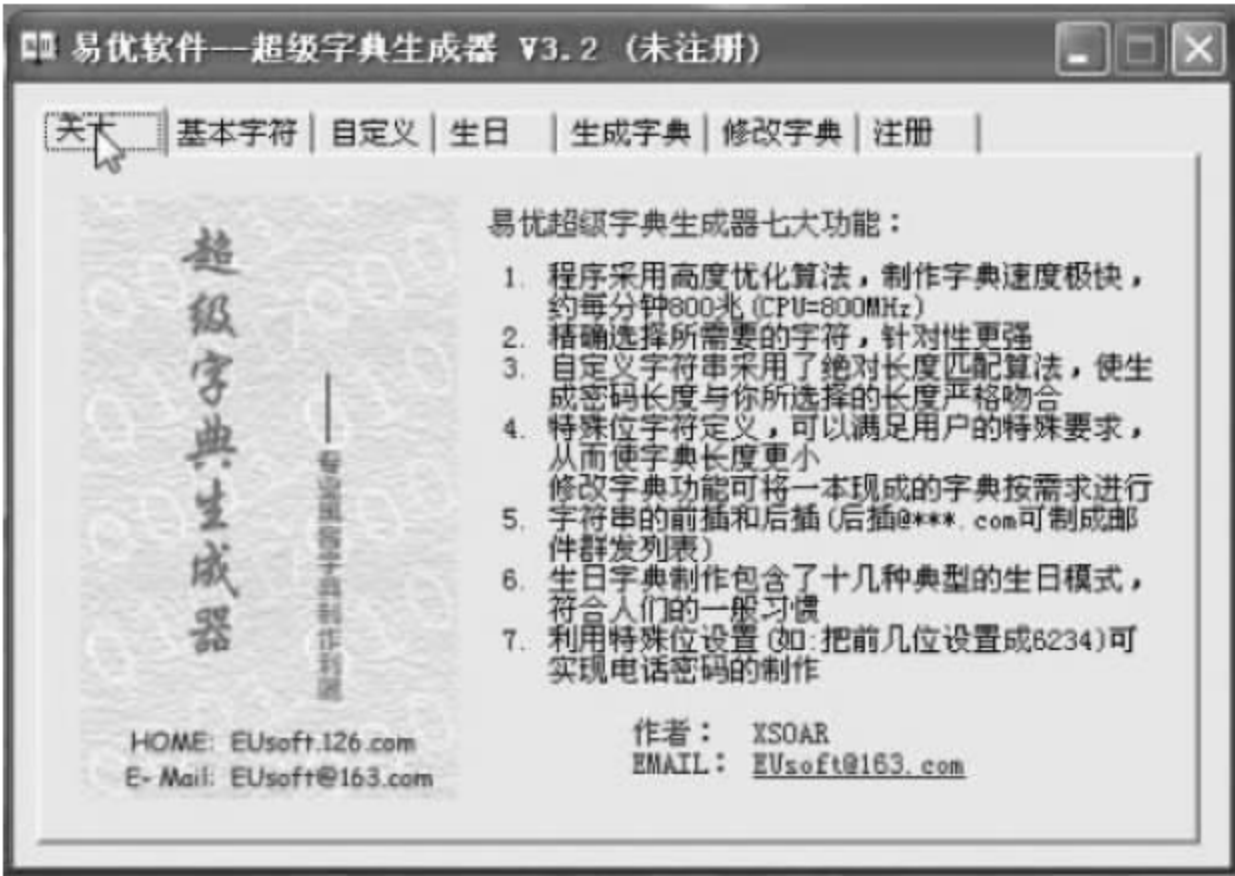 易优软件--超级字典生成器 V3.2 (未注册)
基本字符
自定义
生日
生成字典
修改字典
注册
超级字典生成器
HOME: EUsoft.126.com
E-Mail: EUsoft@163.com
易优超级字典生成器七大功能：
1. 程序采用高度优化算法，制作字典速度极快，
约每分钟800兆(CPU=800MHz)
2. 精确选择所需要的字符，针对性更强
3. 自定义字符串采用了绝对长度匹配算法，使生
成密码长度与你所选择的长度严格吻合
4. 特殊位字符定义，可以满足用户的特殊要求，
从而使字典长度更小
修改字典功能可将一本现成的字典按需求进行
5. 字符串的前插和后插(后插@***.com可制成邮
件群发列表)
6. 生日字典制作包含了十几种典型的生日模式，
符合人们的一般习惯
7. 利用特殊位设置(如:把前几位设置成6234)可
实现电话密码的制作
作者： XSOAR
EMAIL： EUsoft@163.com